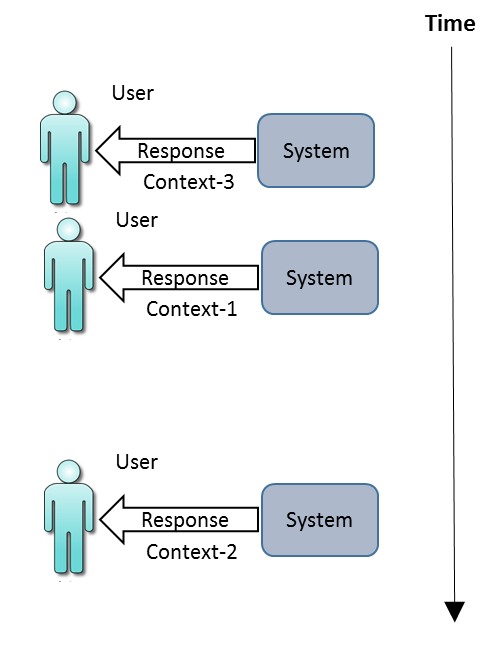 Time
User
Response
System
Context-3
User
Response
System
Context-1
User
Response
System
Context-2